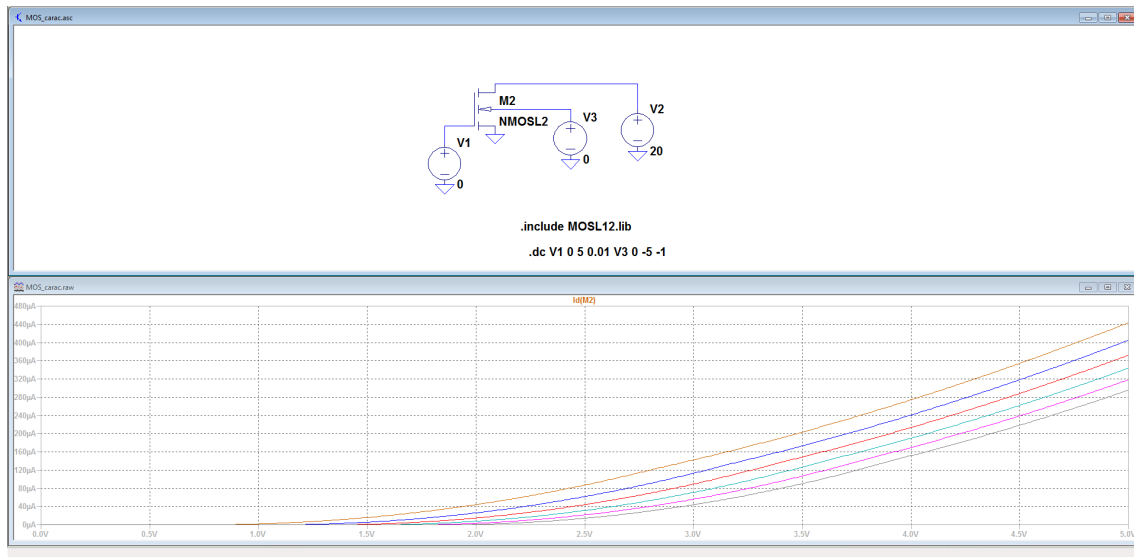 MOS_carac.asc
M2
NMOSL2
V1
0
V3
0
V2
20
.include MOSL12.lib
.dc V1 0 5 0.01 V3 0 -5 -1
MOS_carac.raw
Id(M2)
480µA
440µA
400µA
360µA
320µA
280µA
240µA
200µA
160µA
120µA
80µA
40µA
0µA
0.0V 0.5V 1.0V 1.5V 2.0V 2.5V 3.0V 3.5V 4.0V 4.5V 5.0V